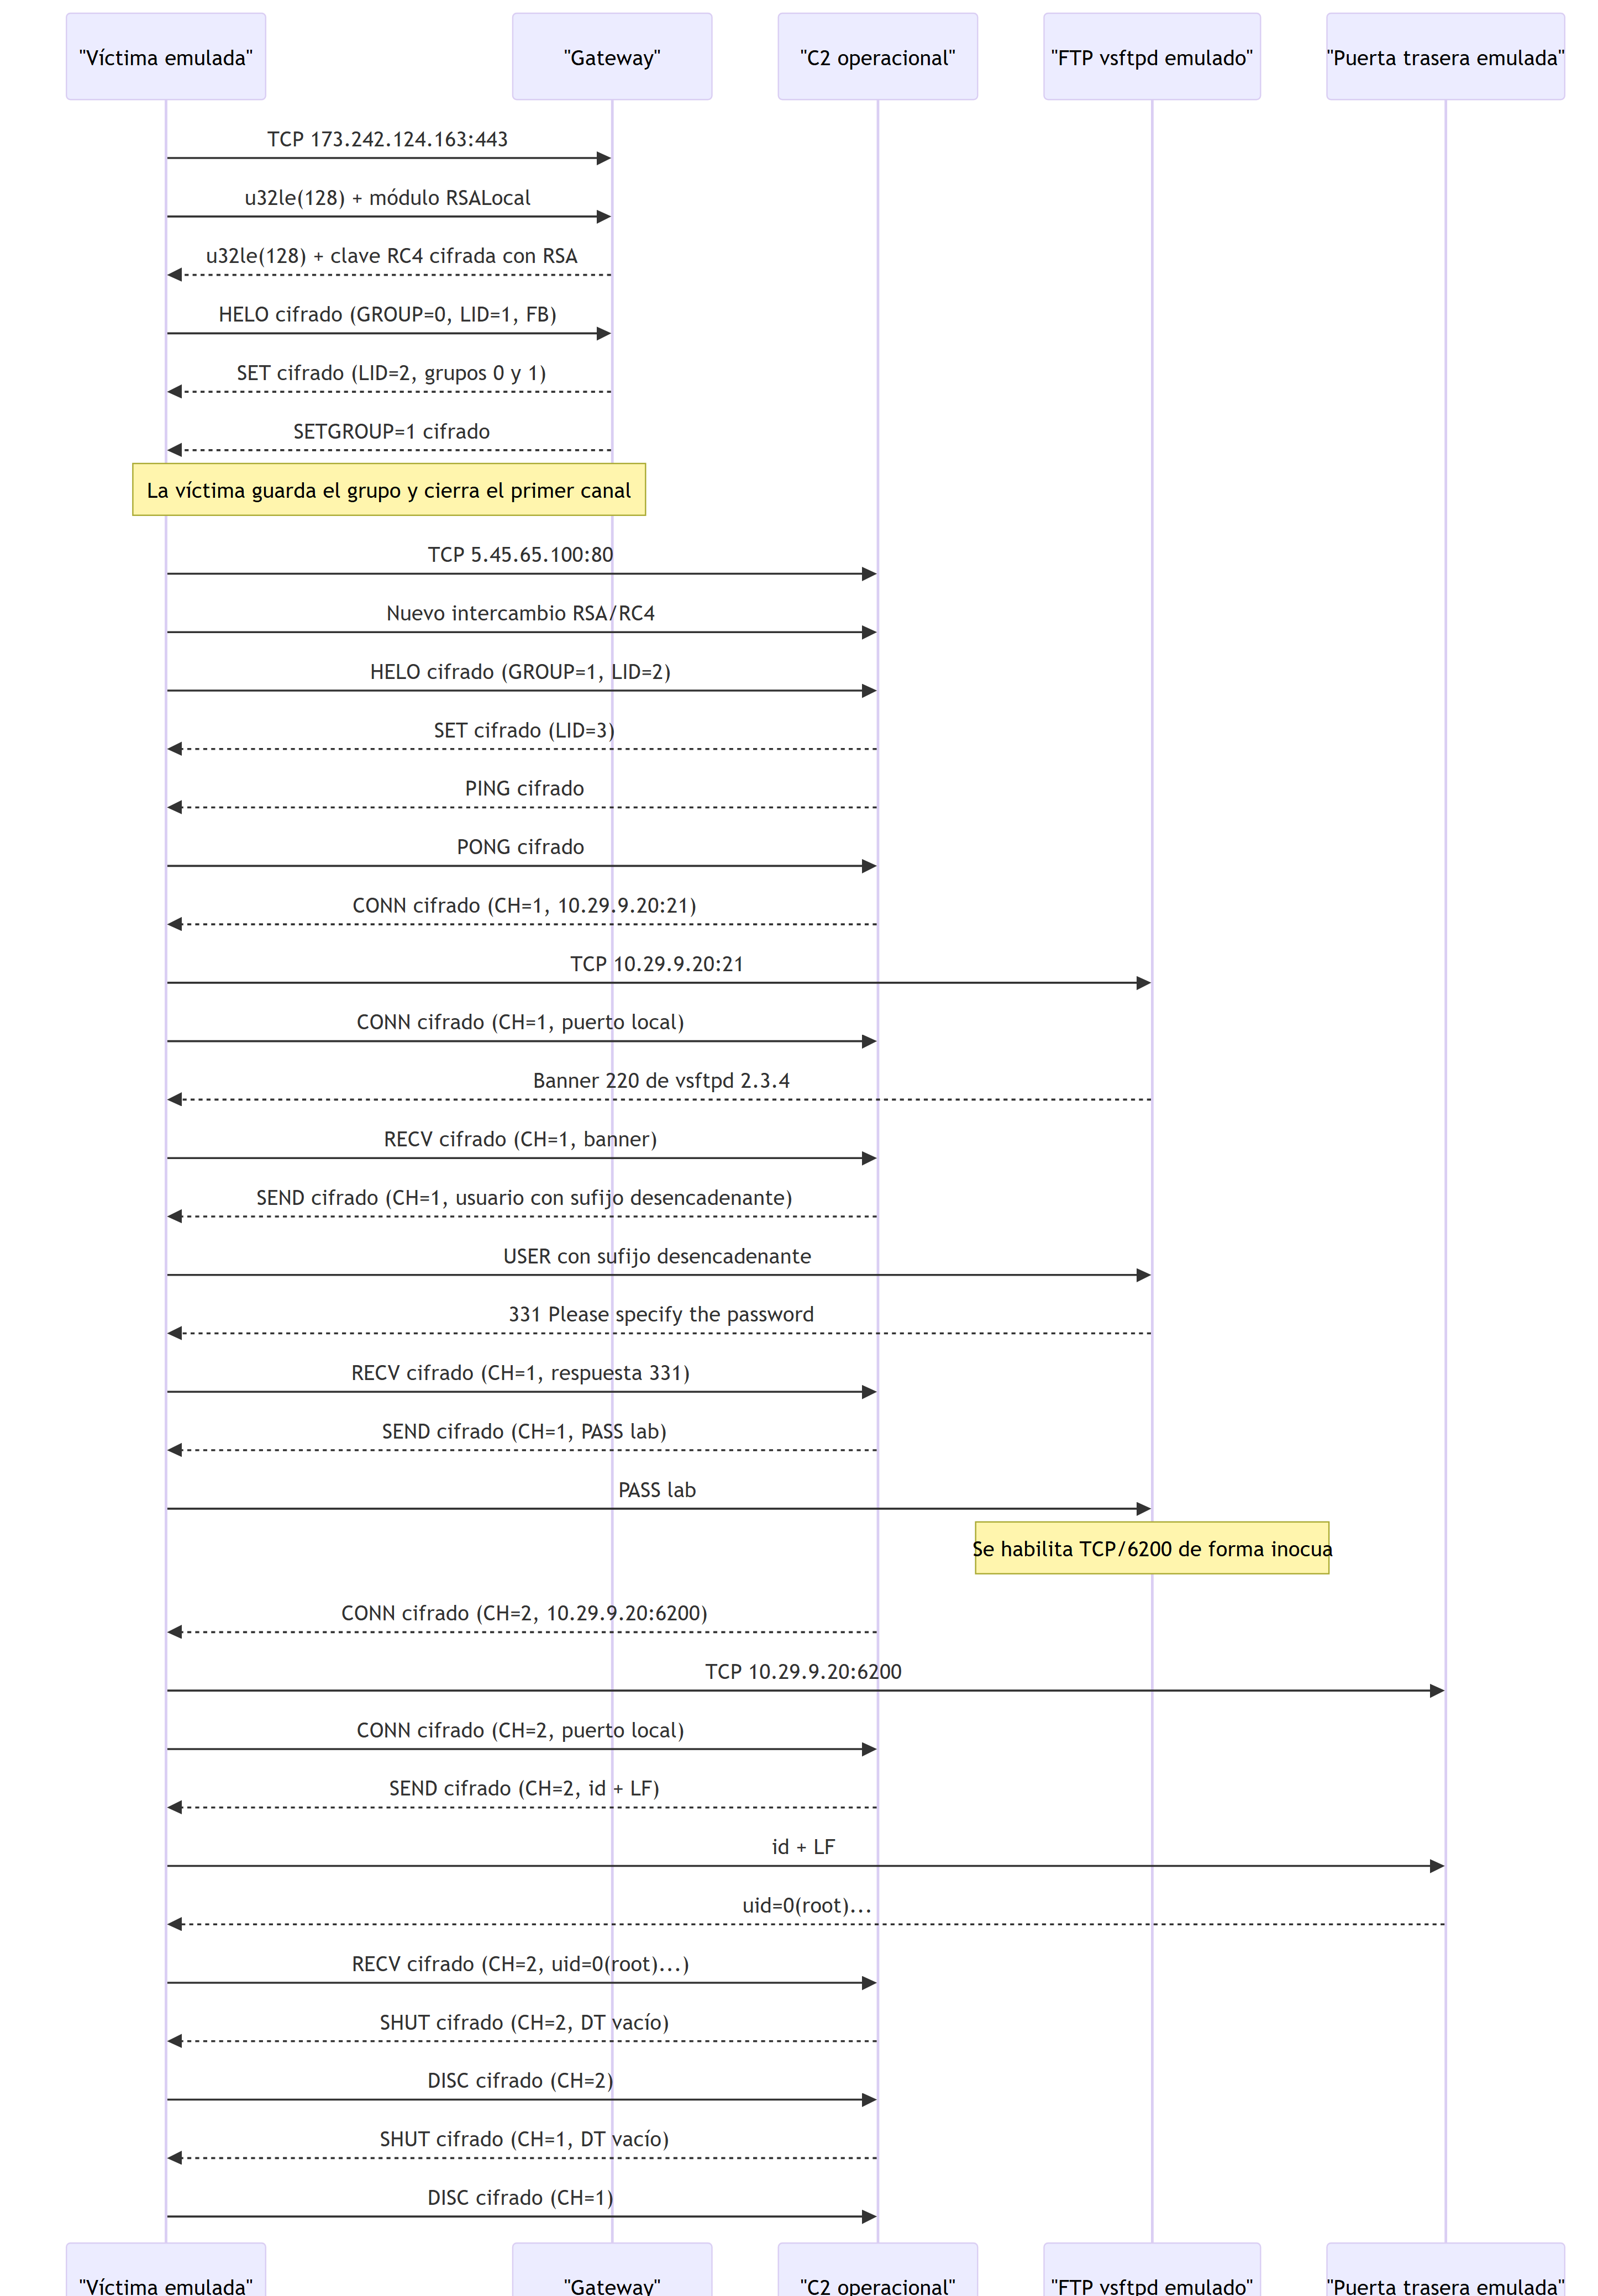 "Víctima emulada"
"Gateway"
"C2 operacional"
"FTP vsftpd emulado"
"Puerta trasera emulada"
TCP 173.242.124.163:443
u32le(128) + módulo RSALocal
u32le(128) + clave RC4 cifrada con RSA
HELO cifrado (GROUP=0, LID=1, FB)
SET cifrado (LID=2, grupos 0 y 1)
SETGROUP=1 cifrado
La víctima guarda el grupo y cierra el primer canal
TCP 5.45.65.100:80
Nuevo intercambio RSA/RC4
HELO cifrado (GROUP=1, LID=2)
SET cifrado (LID=3)
PING cifrado
PONG cifrado
CONN cifrado (CH=1, 10.29.9.20:21)
TCP 10.29.9.20:21
CONN cifrado (CH=1, puerto local)
Banner 220 de vsftpd 2.3.4
RECV cifrado (CH=1, banner)
SEND cifrado (CH=1, usuario con sufijo desencadenante)
USER con sufijo desencadenante
331 Please specify the password
RECV cifrado (CH=1, respuesta 331)
SEND cifrado (CH=1, PASS lab)
PASS lab
Se habilita TCP/6200 de forma inocua
CONN cifrado (CH=2, 10.29.9.20:6200)
TCP 10.29.9.20:6200
CONN cifrado (CH=2, puerto local)
SEND cifrado (CH=2, id + LF)
id + LF
uid=0(root)...
RECV cifrado (CH=2, uid=0(root)...)
SHUT cifrado (CH=2, DT vacío)
DISC cifrado (CH=2)
SHUT cifrado (CH=1, DT vacío)
DISC cifrado (CH=1)
"Víctima emulada"
"Gateway"
"C2 operacional"
"FTP vsftpd emulado"
"Puerta trasera emulada"